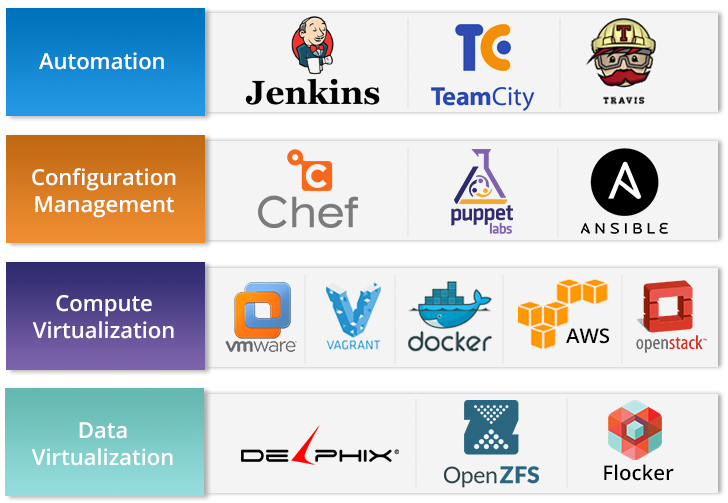 Automation
Jenkins
TC
TeamCity
T
TRAVIS
Configuration
Management
C
Chef
puppet
labs
A
ANSIBLE
Compute
Virtualization
vmware
V
VAGRANT
docker
AWS
openstack™
Data
Virtualization
DELPHIX®
Z
OpenZFS
Flocker